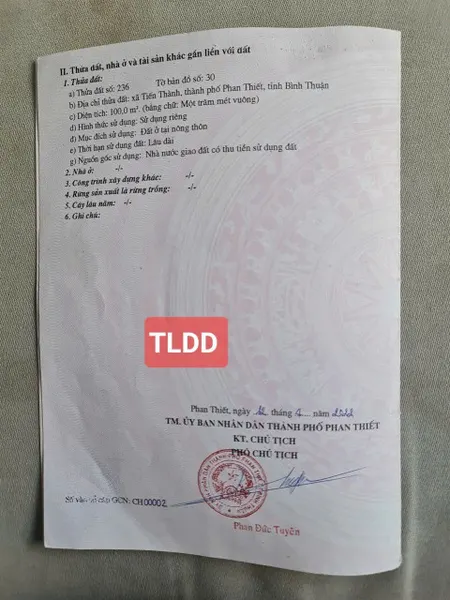 II. Thửa đất, nhà ở và tài sản khác gắn liền với đất
1. Thửa đất:
a) Thửa đất số: 236 Tờ bản đồ số: 30
b) Địa chỉ thửa đất: xã Tiến Thành, thành phố Phan Thiết, tỉnh Bình Thuận
c) Diện tích: 100,0 m². (bằng chữ: Một trăm mét vuông)
d) Hình thức sử dụng: Sử dụng riêng
đ) Mục đích sử dụng: Đất ở tại nông thôn
e) Thời hạn sử dụng đất: Lâu dài
g) Nguồn gốc sử dụng: Nhà nước giao đất có thu tiền sử dụng đất
2. Nhà ở: -/-
3. Công trình xây dựng khác: -/-
4. Rừng sản xuất là rừng trồng: -/-
5. Cây lâu năm: -/-
6. Ghi chú:
TLDD
Phan Thiết, ngày 12 tháng năm 2022
TM. ỦY BAN NHÂN DÂN THÀNH PHỐ PHAN THIẾT
KT. CHỦ TỊCH
PHÓ CHỦ TỊCH
Số vào sổ cấp GCN: CH00002
Phan Đức Tuyên